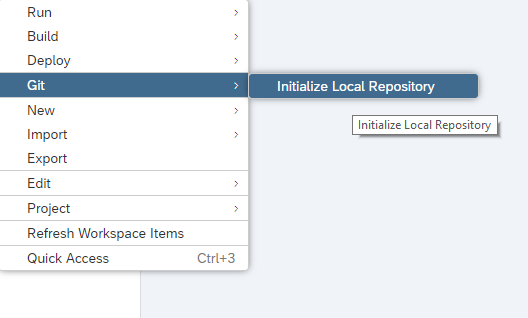 Run
Build
Deploy
Git
Initialize Local Repository
New
Initialize Local Repository
Import
Export
Edit
Project
Refresh Workspace Items
Quick Access Ctrl+3